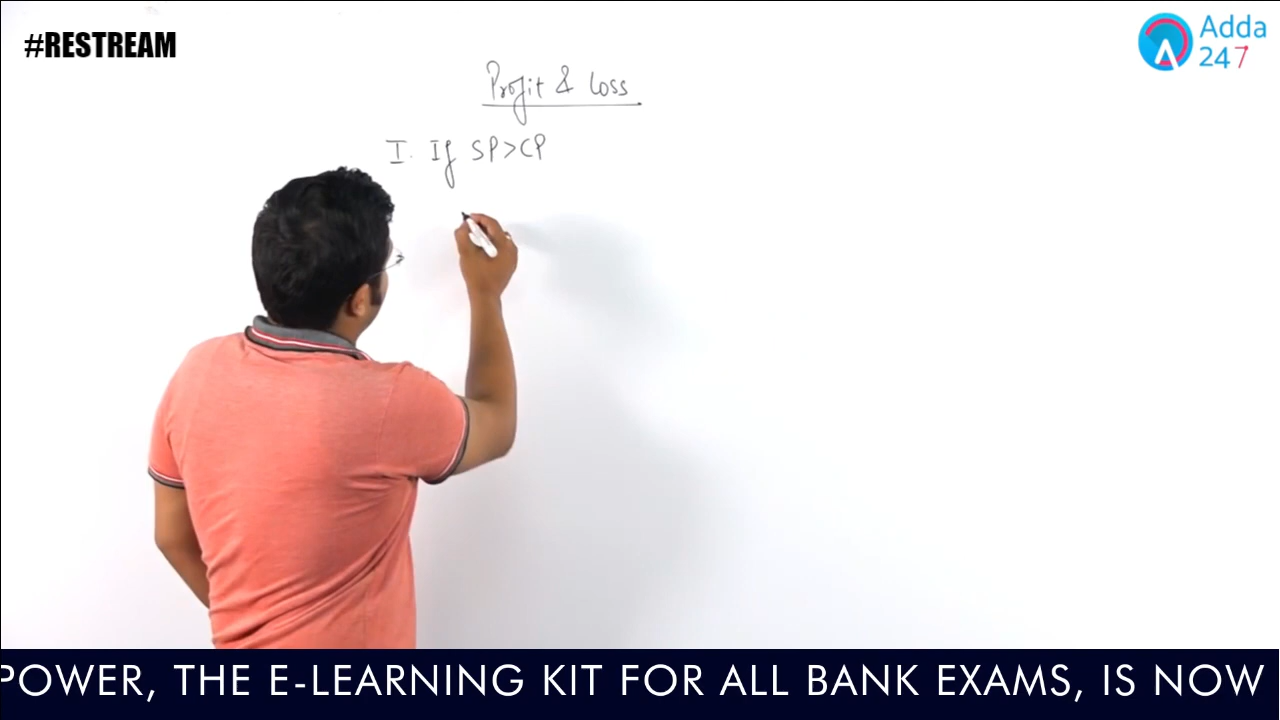 #RESTREAM
Adda
247
Profit & Loss
I. If SP>CP
POWER, THE E-LEARNING KIT FOR ALL BANK EXAMS, IS NOW